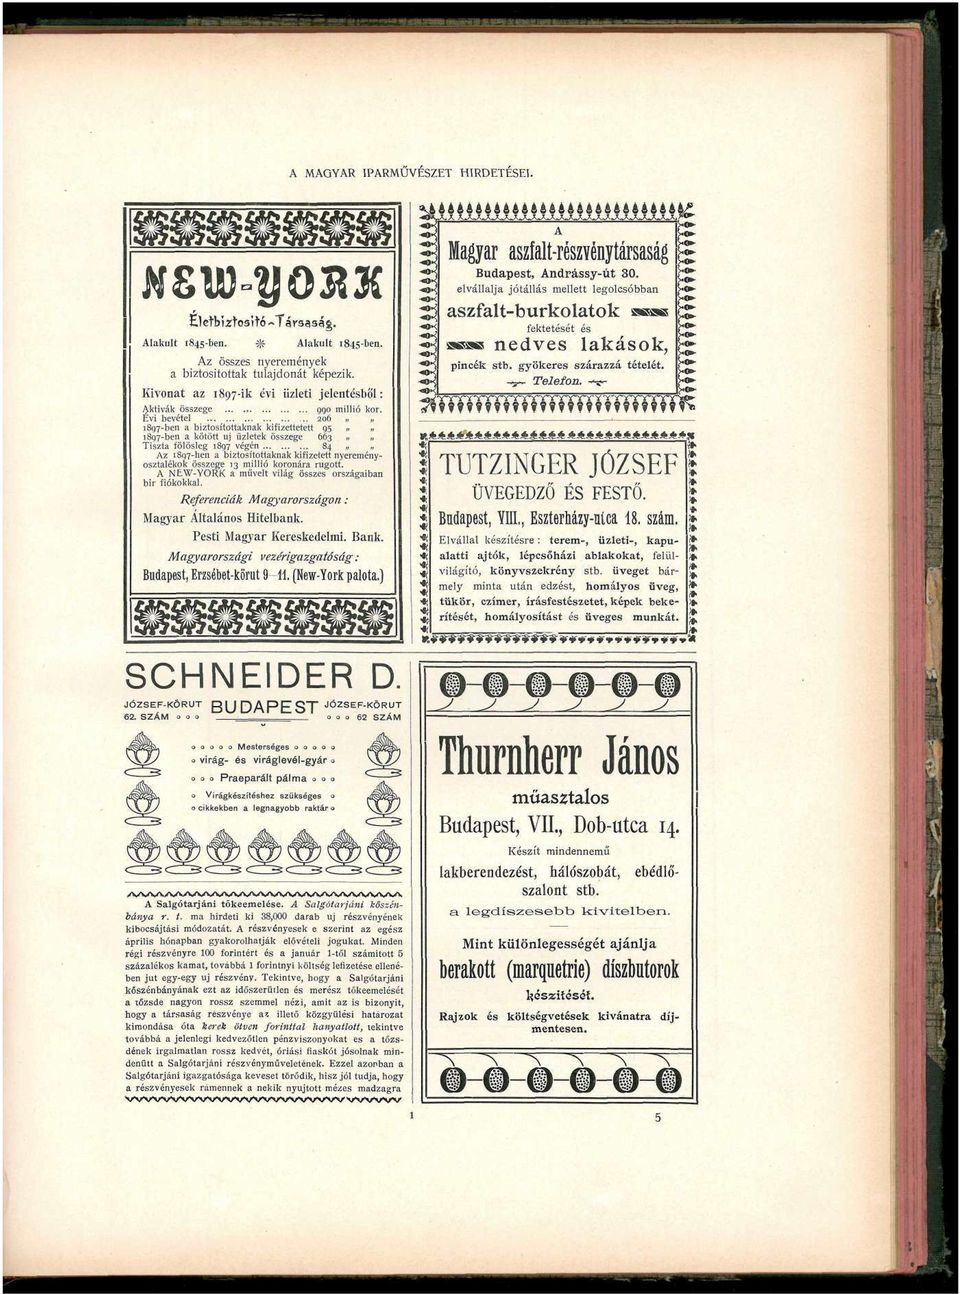 A MAGYAR IPARMŰVÉSZET HIRDETÉSEI.
NEW-YORK
Életbiztosító-Társaság.
Alakult 1845-ben. Alakult 1845-ben.
Az összes nyeremények
a biztositottak tulajdonát képezik.
Kivonat az 1897-ik évi üzleti jelentésből:
Aktivák összege ... ... ... ... ... 990 millió kor.
Évi bevétel ... ... ... ... ... ... 206 „ „
1897-ben a biztosítottaknak kifizettetett 95 „ „
1897-ben a kötött uj üzletek összege 663 „ „
Tiszta fölösleg 1897 végén ... ... ... 84 „ „
Az 1897-ben a biztositottaknak kifizetett nyeremény-
osztalékok összege 13 millió koronára rugott.
A NEW-YORK a művelt világ összes országaiban
bir fiókokkal.
Referenciák Magyarországon:
Magyar Általános Hitelbank.
Pesti Magyar Kereskedelmi. Bank.
Magyarországi vezérigazgatóság:
Budapest, Erzsébet-körut 9-11. (New-York palota.)
SCHNEIDER D.
JÓZSEF-KÖRUT BUDAPEST JÓZSEF-KÖRUT
62. SZÁM 62 SZÁM
Mesterséges
virág- és viráglevél-gyár
Praeparált pálma
Virágkészítéshez szükséges
cikkekben a legnagyobb raktár
A Salgótarjáni tőkeemelése. A Salgótarjáni kőszén-
bánya r. t. ma hirdeti ki 38,000 darab uj részvényének
kibocsájtási módozatát. A részvényesek e szerint az egész
április hónapban gyakorolhatják elővételi jogukat. Minden
régi részvényre 100 forintért és a január 1-től számitott 5
százalékos kamat, továbbá 1 forintnyi költség lefizetése ellené-
ben jut egy-egy uj részvény. Tekintve, hogy a Salgótarjáni
kőszénbányának ezt az időszerütlen és merész tőkeemelését
a tőzsde nagyon rossz szemmel nézi, amit az is bizonyit,
hogy a társaság részvénye az illető közgyülési határozat
kimondása óta kerek ötven forinttal hanyatlott, tekintve
továbbá a jelenlegi kedvezőtlen pénzviszonyokat es a tőzs-
dének irgalmatlan rossz kedvét, óriási fiaskót jósolnak min-
denütt a Salgótarjáni részvényműveletének. Ezzel azonban a
Salgótarjáni igazgatósága keveset törődik, hisz jól tudja, hogy
a részvényesek rámennek a nekik nyujtott mézes madzagra
A
Magyar aszfalt-részvénytársaság
Budapest, Andrássy-út 30.
elvállalja jótállás mellett legolcsóbban
aszfalt-burkolatok
fektetését és
nedves lakások,
pincék stb. gyökeres szárazzá tételét.
Telefon.
TUTZINGER JÓZSEF
ÜVEGEDZŐ ÉS FESTŐ.
Budapest, VIII., Eszterházy-utca 18. szám.
Elvállal készítésre: terem-, üzleti-, kapu-
alatti ajtók, lépcsőházi ablakokat, felül-
világító, könyvszekrény stb. üveget bár-
mely minta után edzést, homályos üveg,
tükör, czímer, írásfestészetet, képek beke-
rítését, homályosítást és üveges munkát.
Thurnherr János
műasztalos
Budapest, VII., Dob-utca 14.
Készít mindennemű
lakberendezést, hálószobát, ebédlő-
szalont stb.
a legdíszesebb kivitelben.
Mint különlegességét ajánlja
berakott (marquetrie) díszbutorok
készítését.
Rajzok és költségvetések kívánatra díj-
mentesen.
1 5